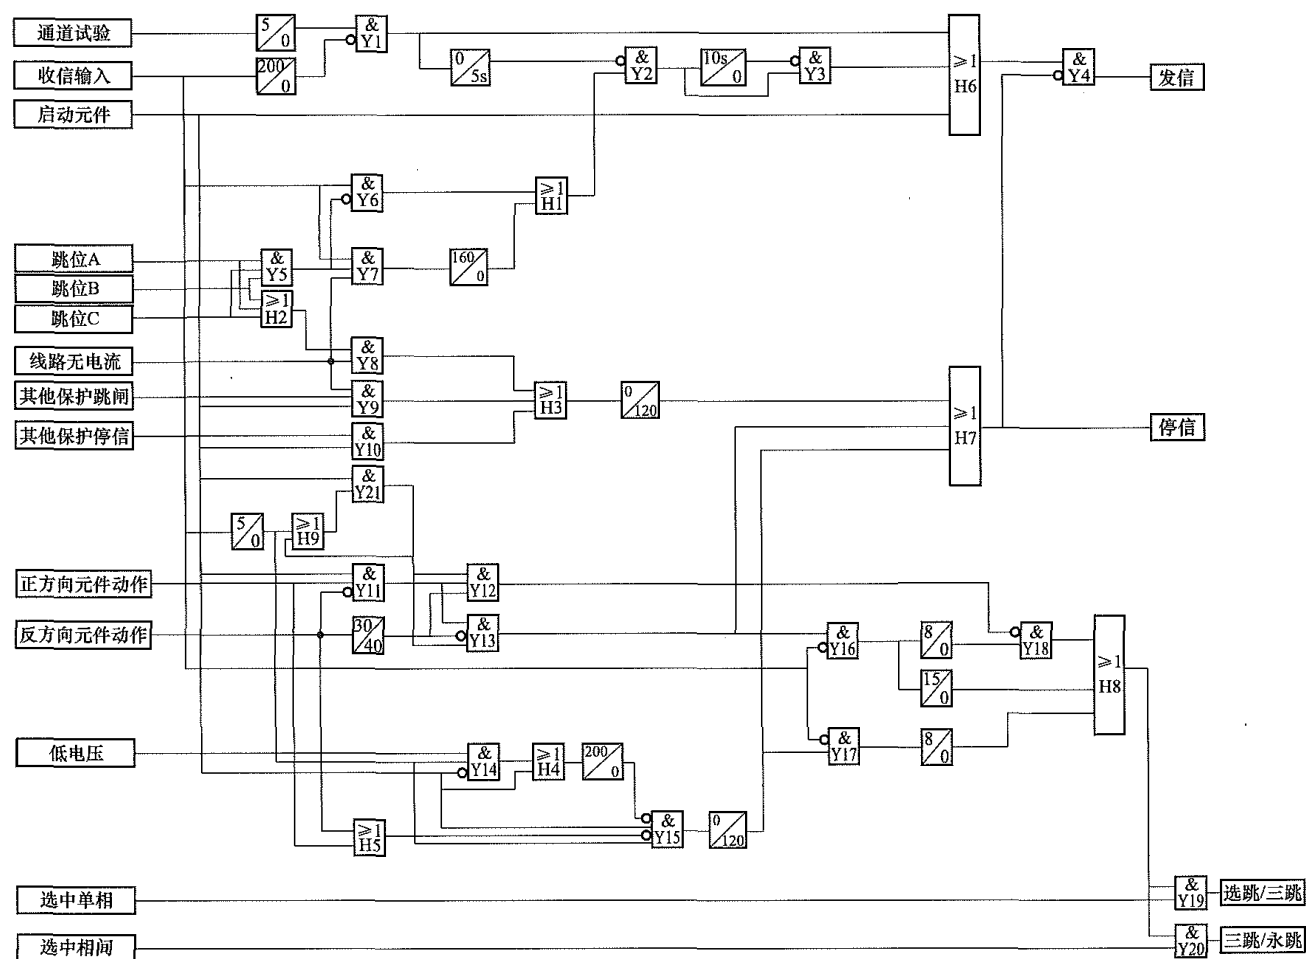 通道试验
5
0
&
Y1
收信输入
200
0
0
5s
&
Y2
10s
0
&
Y3
⩾1
H6
&
Y4
发信
启动元件
&
Y6
⩾1
H1
跳位A
&
Y5
&
Y7
160
0
跳位B
⩾1
H2
跳位C
线路无电流
&
Y8
其他保护跳闸
&
Y9
⩾1
H3
0
120
⩾1
H7
停信
其他保护停信
&
Y10
&
Y21
5
0
⩾1
H9
正方向元件动作
&
Y11
&
Y12
反方向元件动作
30
40
&
Y13
&
Y16
8
0
&
Y18
⩾1
H8
15
0
低电压
&
Y14
⩾1
H4
200
0
&
Y17
8
0
⩾1
H5
&
Y15
0
120
选中单相
&
Y19
选跳/三跳
选中相间
&
Y20
三跳/永跳